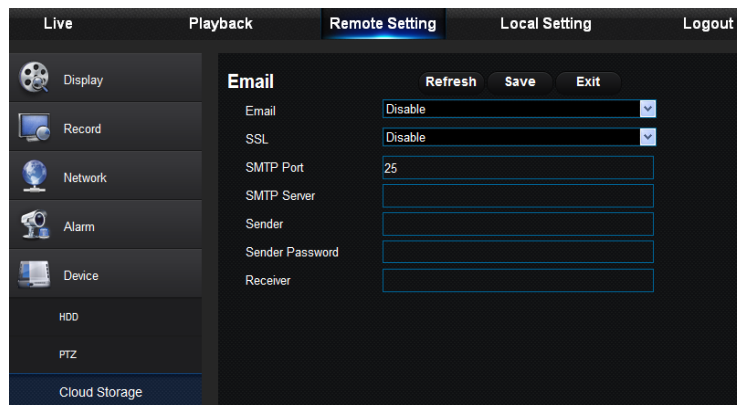 Live Playback Remote Setting Local Setting Logout
Display
Record
Network
Alarm
Device
HDD
PTZ
Cloud Storage
Email Refresh Save Exit
Email Disable
SSL Disable
SMTP Port 25
SMTP Server
Sender
Sender Password
Receiver